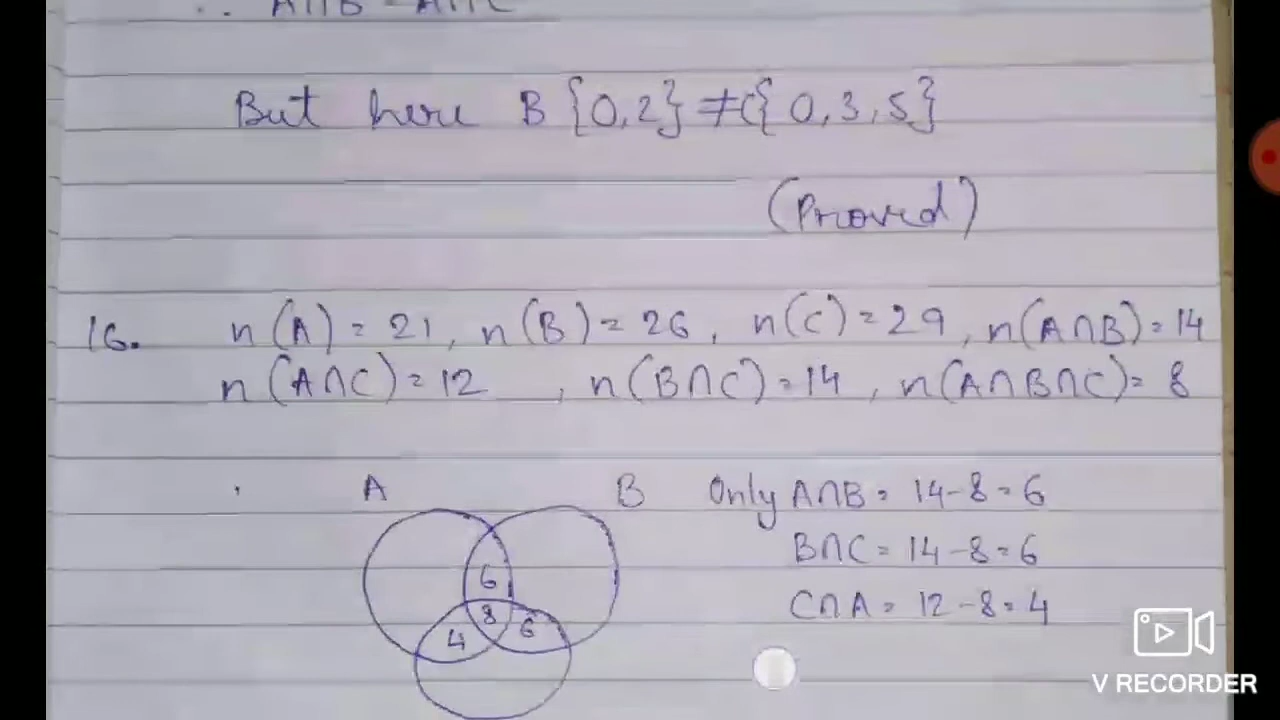 ∴ A∩B = A∩C
But here B {0,2} ≠ C{ 0,3,5}
(Proved)
16. n(A) = 21, n(B) = 26, n(C) = 29, n(A∩B) = 14
n(A∩C) = 12 , n(B∩C) = 14, n(A∩B∩C) = 8
A B Only A∩B = 14-8 = 6
B∩C = 14-8 = 6
6
C∩A = 12-8 = 4
8
4 6
V RECORDER